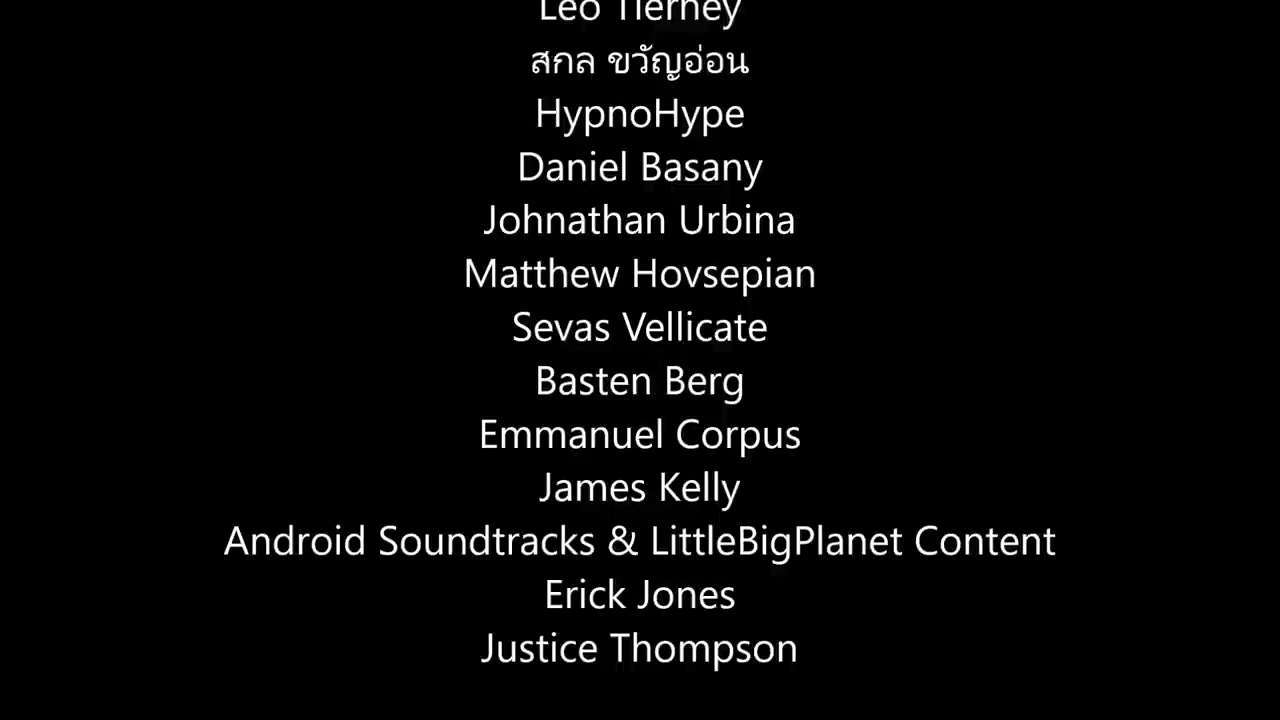 Leo Tierney
สกล ขวัญอ่อน
HypnoHype
Daniel Basany
Johnathan Urbina
Matthew Hovsepian
Sevas Vellicate
Basten Berg
Emmanuel Corpus
James Kelly
Android Soundtracks & LittleBigPlanet Content
Erick Jones
Justice Thompson